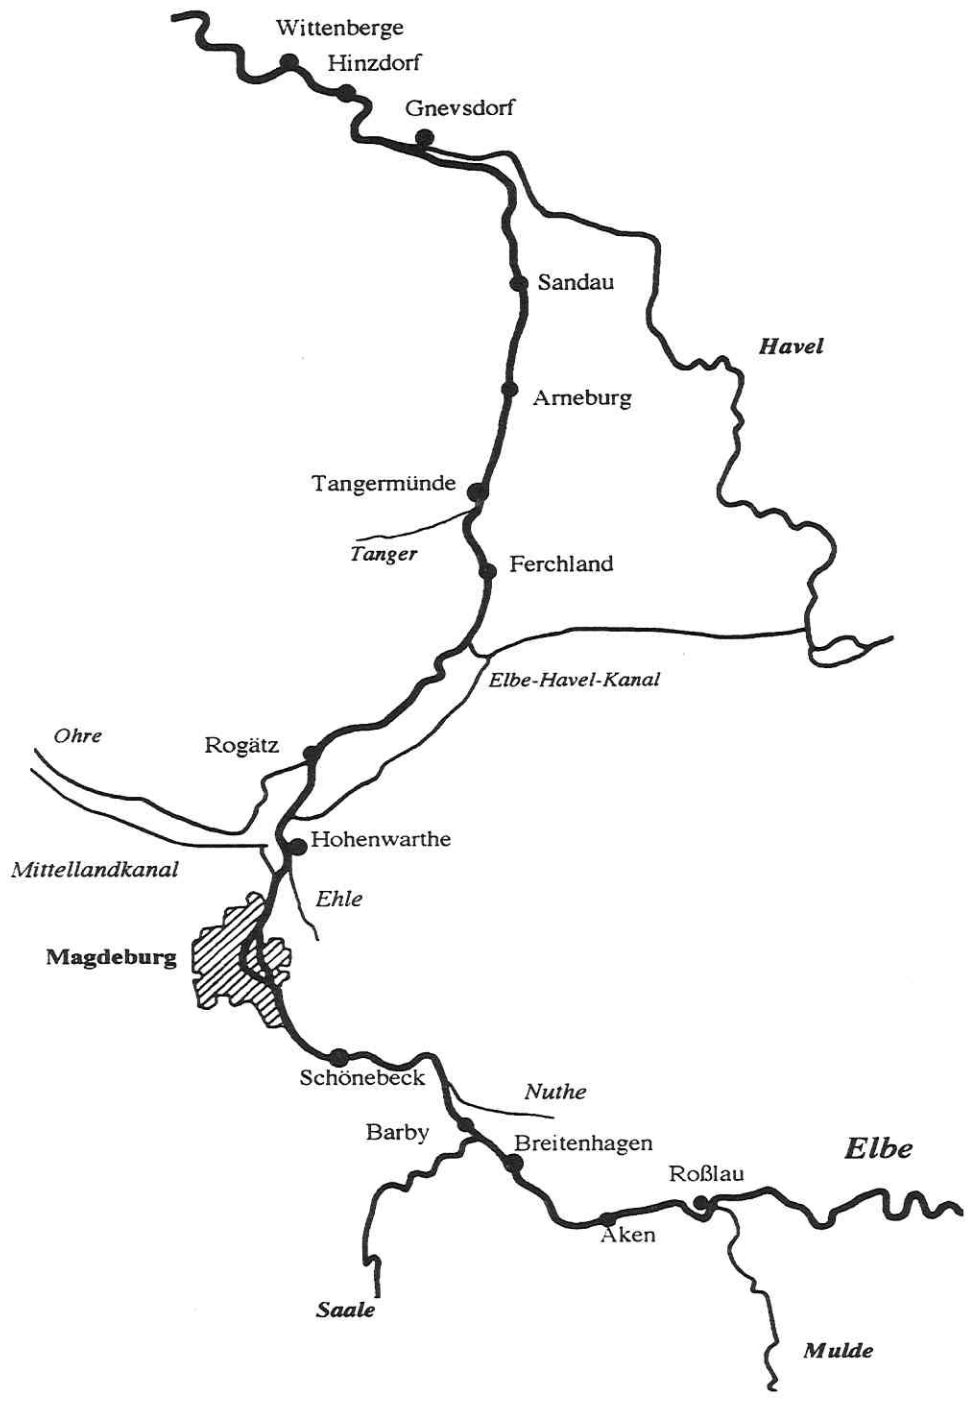 Wittenberge
Hinzdorf
Gnevsdorf
Sandau
Havel
Arneburg
Tangermünde
Tanger
Ferchland
Elbe-Havel-Kanal
Ohre
Rogätz
Hohenwarthe
Mittellandkanal
Ehle
Magdeburg
Schönebeck
Nuthe
Barby
Breitenhagen
Elbe
Roßlau
Aken
Saale
Mulde